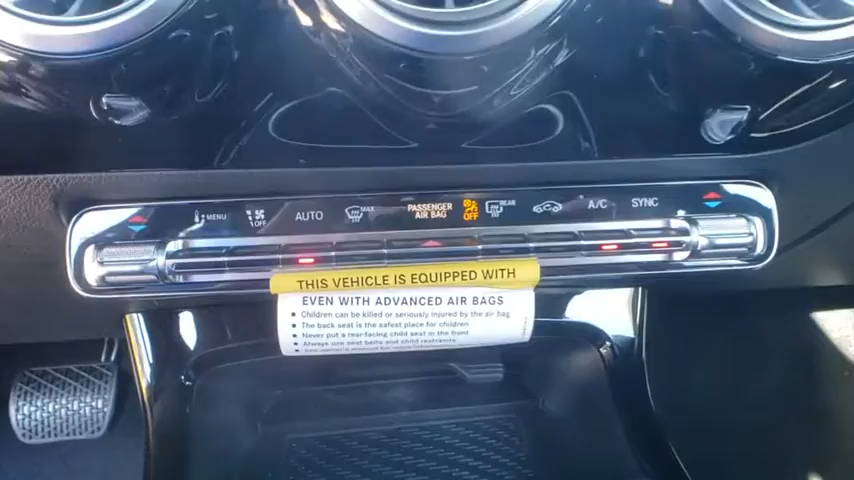 MENU OFF AUTO MAX PASSENGER AIR BAG OFF REAR A/C SYNC
THIS VEHICLE IS EQUIPPED WITH
EVEN WITH ADVANCED AIR BAGS
• Children can be killed or seriously injured by the air bag
• The back seat is the safest place for children
• Never put a rear-facing child seat in the front
• Always use seat belts and child restraints